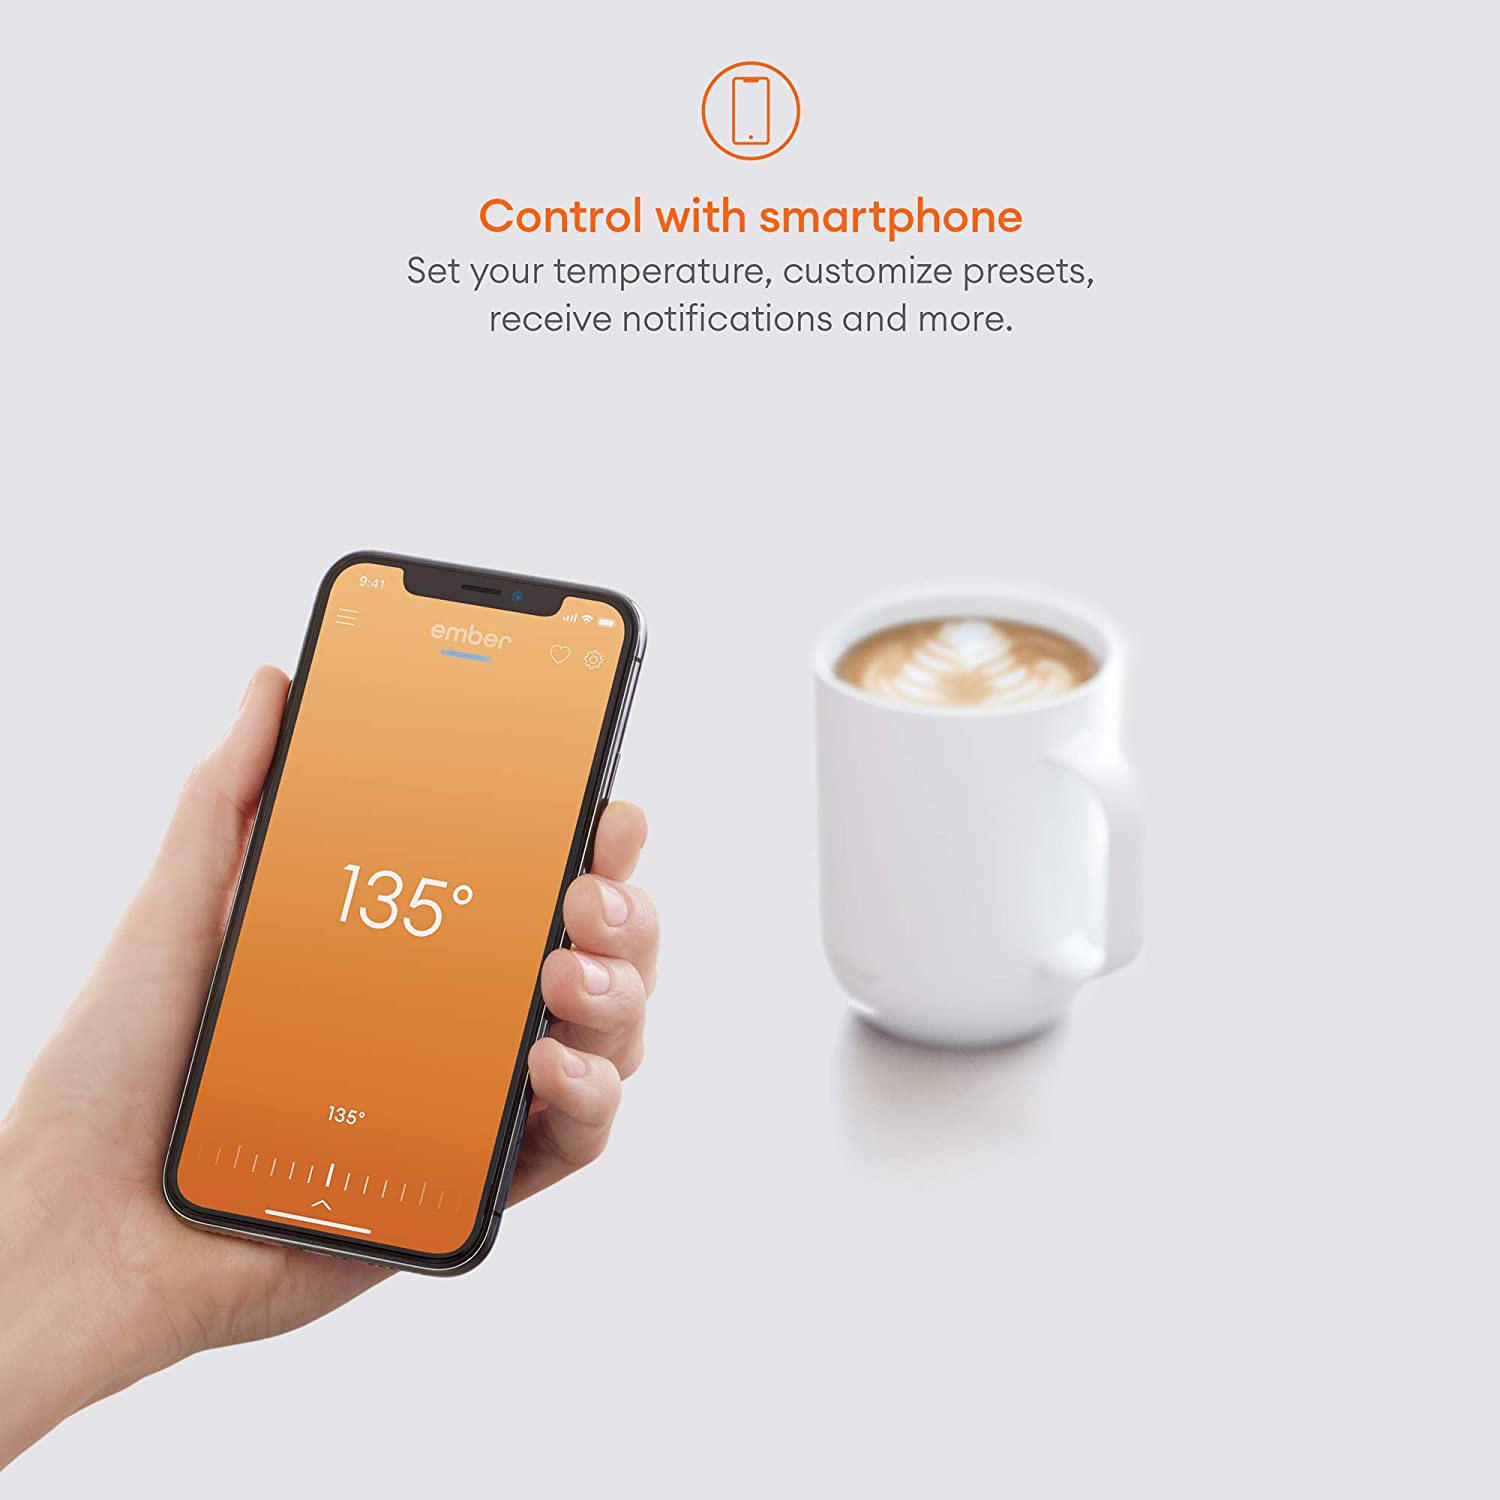 Control with smartphone
Set your temperature, customize presets,
receive notifications and more.
9:41
ember
135°
135°